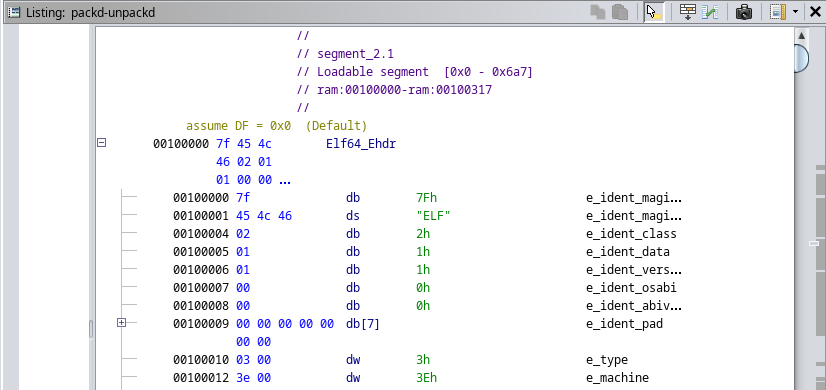 Listing: packd-unpackd
//
// segment_2.1
// Loadable segment [0x0 - 0x6a7]
// ram:00100000-ram:00100317
//
assume DF = 0x0 (Default)
00100000 7f 45 4c Elf64_Ehdr
46 02 01
01 00 00 ...
00100000 7f db 7Fh e_ident_magi...
00100001 45 4c 46 ds "ELF" e_ident_magi...
00100004 02 db 2h e_ident_class
00100005 01 db 1h e_ident_data
00100006 01 db 1h e_ident_vers...
00100007 00 db 0h e_ident_osabi
00100008 00 db 0h e_ident_abiv...
00100009 00 00 00 00 00 db[7] e_ident_pad
00 00
00100010 03 00 dw 3h e_type
00100012 3e 00 dw 3Eh e_machine